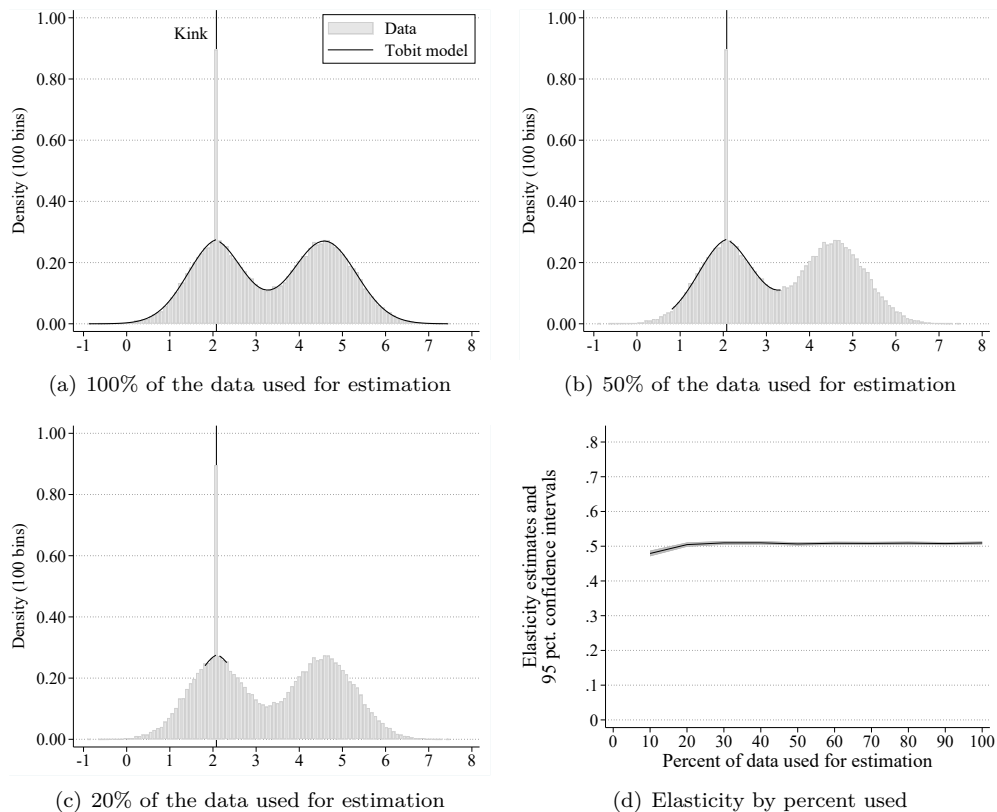 1.00
0.80
0.60
0.40
0.20
0.00
Density (100 bins)
Kink
Data
Tobit model
-1 0 1 2 3 4 5 6 7 8
(a) 100% of the data used for estimation
1.00
0.80
0.60
0.40
0.20
0.00
Density (100 bins)
-1 0 1 2 3 4 5 6 7 8
(b) 50% of the data used for estimation
1.00
0.80
0.60
0.40
0.20
0.00
Density (100 bins)
-1 0 1 2 3 4 5 6 7 8
(c) 20% of the data used for estimation
.8
.7
.6
.5
.4
.3
.2
.1
0
Elasticity estimates and
95 pct. confidence intervals
0 10 20 30 40 50 60 70 80 90 100
Percent of data used for estimation
(d) Elasticity by percent used